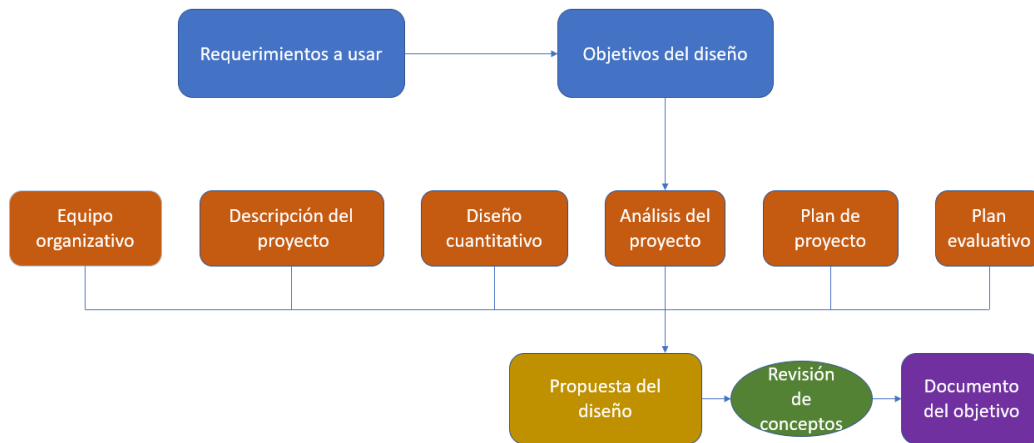 Requerimientos a usar
Objetivos del diseño
Equipo
organizativo
Descripción del
proyecto
Diseño
cuantitativo
Análisis del
proyecto
Plan de
proyecto
Plan
evaluativo
Propuesta del
diseño
Revisión
de
conceptos
Documento
del objetivo